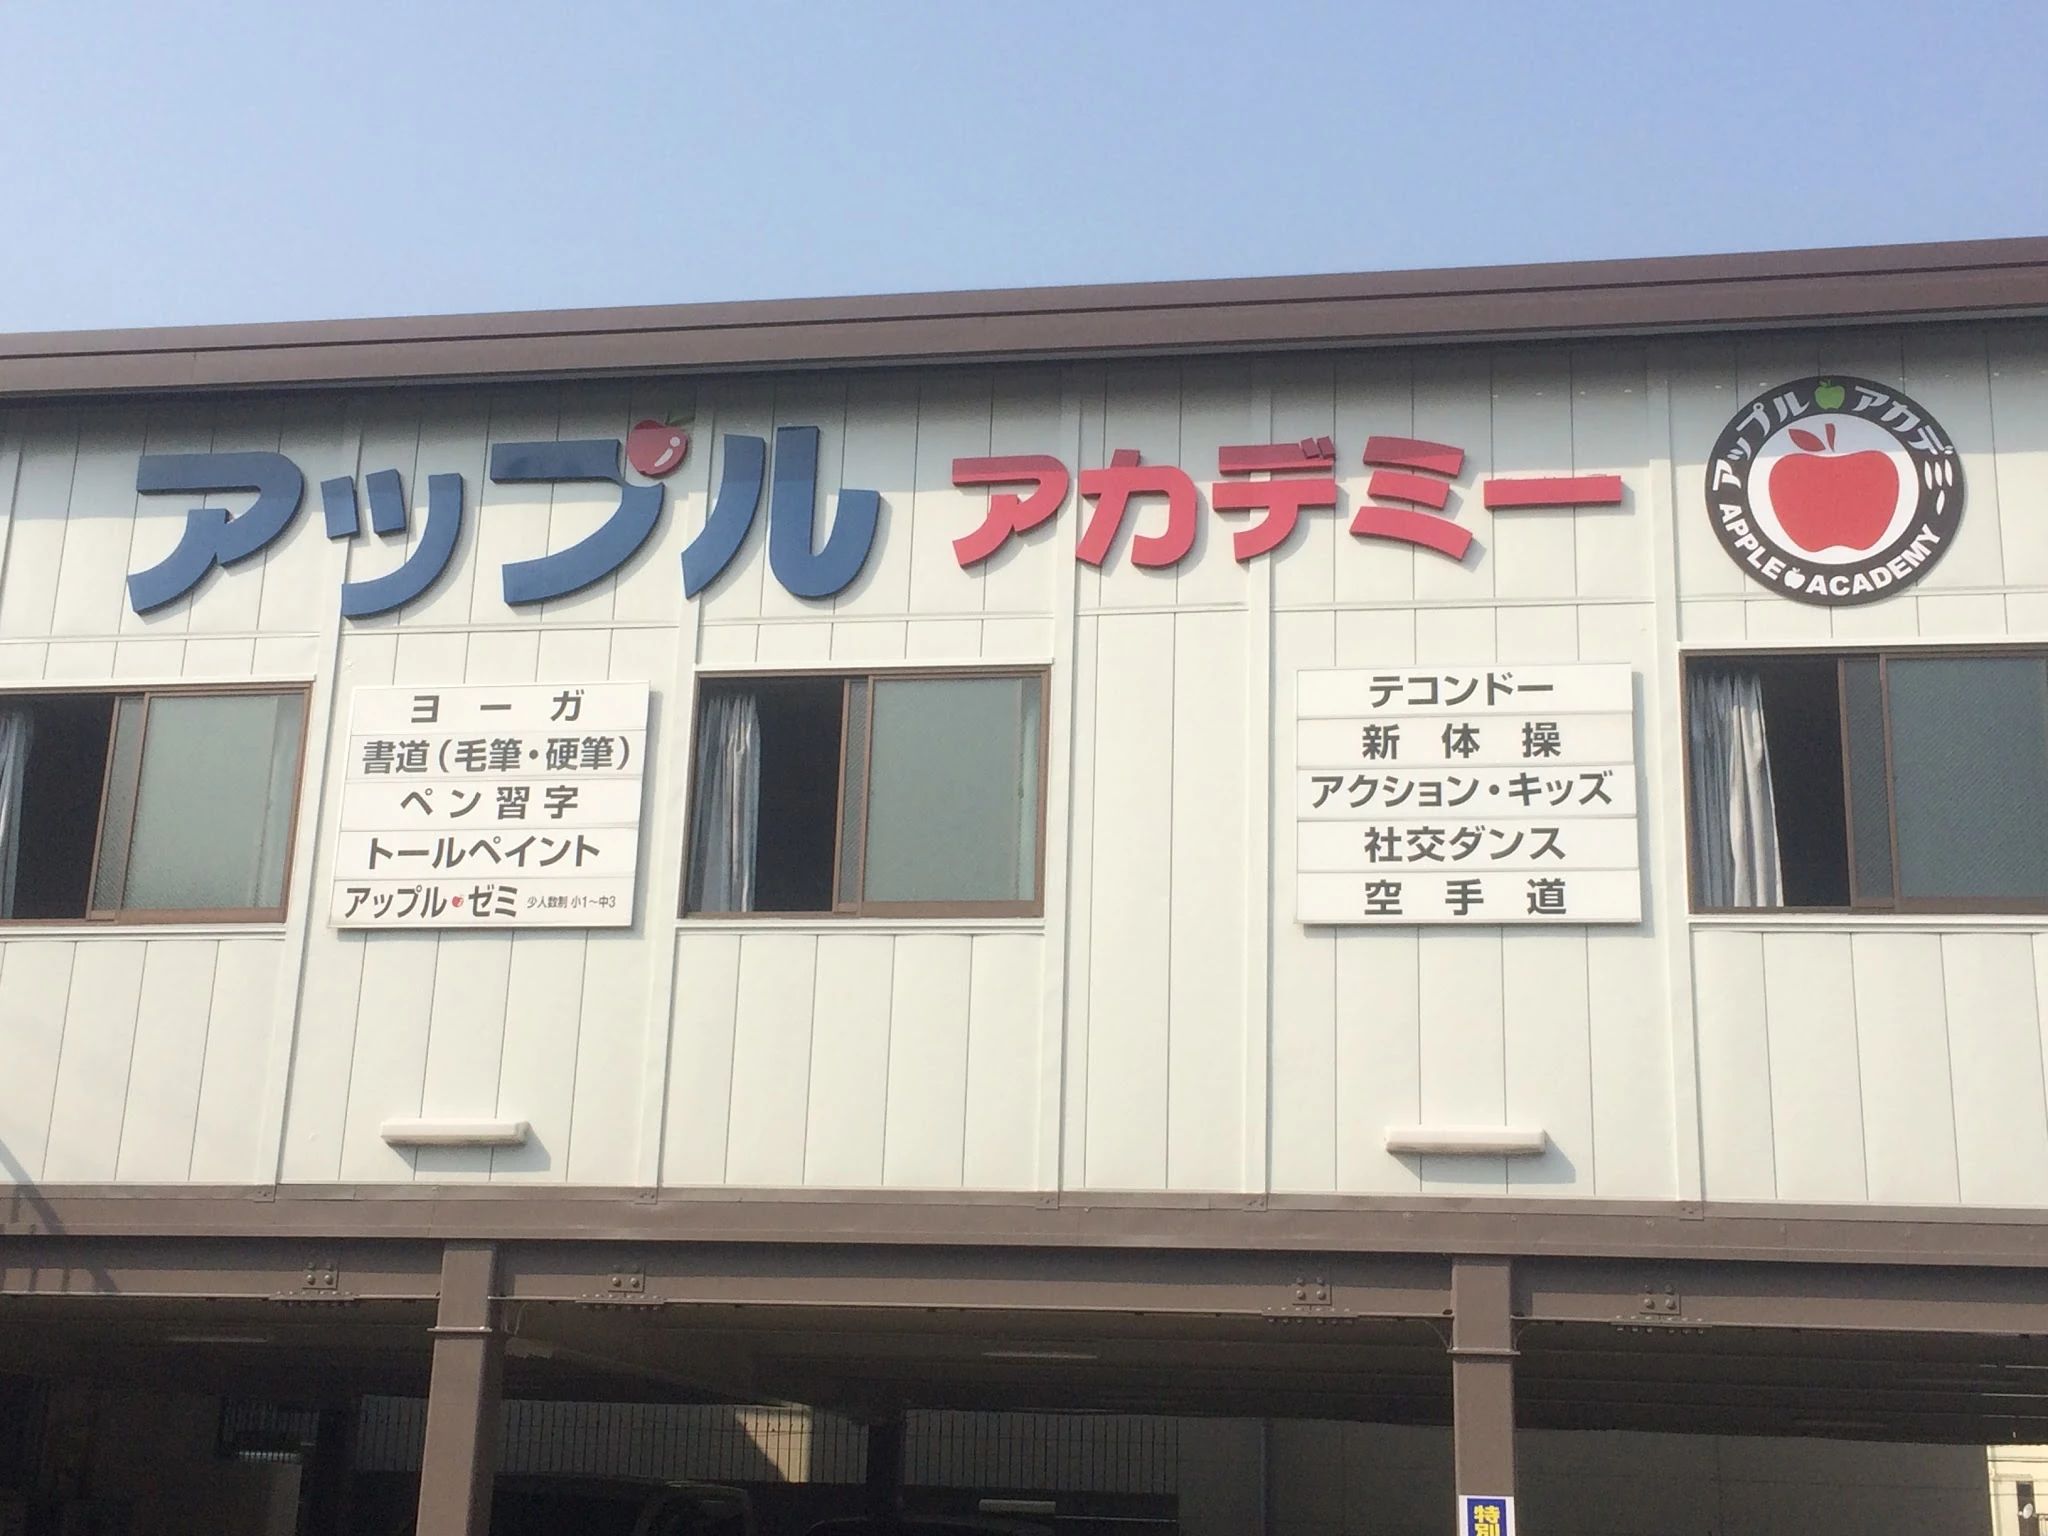 アップル アカデミー
アップル アカデミー
APPLE ACADEMY
ヨーガ
書道(毛筆・硬筆)
ペン習字
トールペイント
アップル・ゼミ 少人数制 小1〜中3
テコンドー
新体操
アクション・キッズ
社交ダンス
空手道
特別